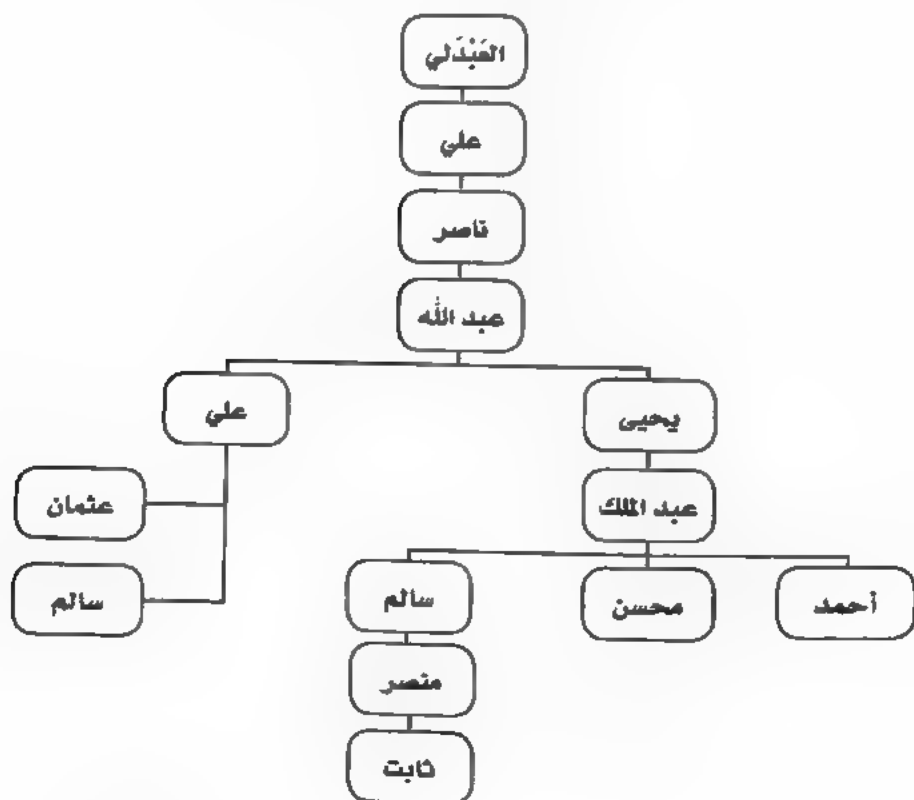 العَبْدَلي
علي
ناصر
عبد الله
يحيى
علي
عبد الملك
عثمان
أحمد
محسن
سالم
سالم
منصر
ثابت